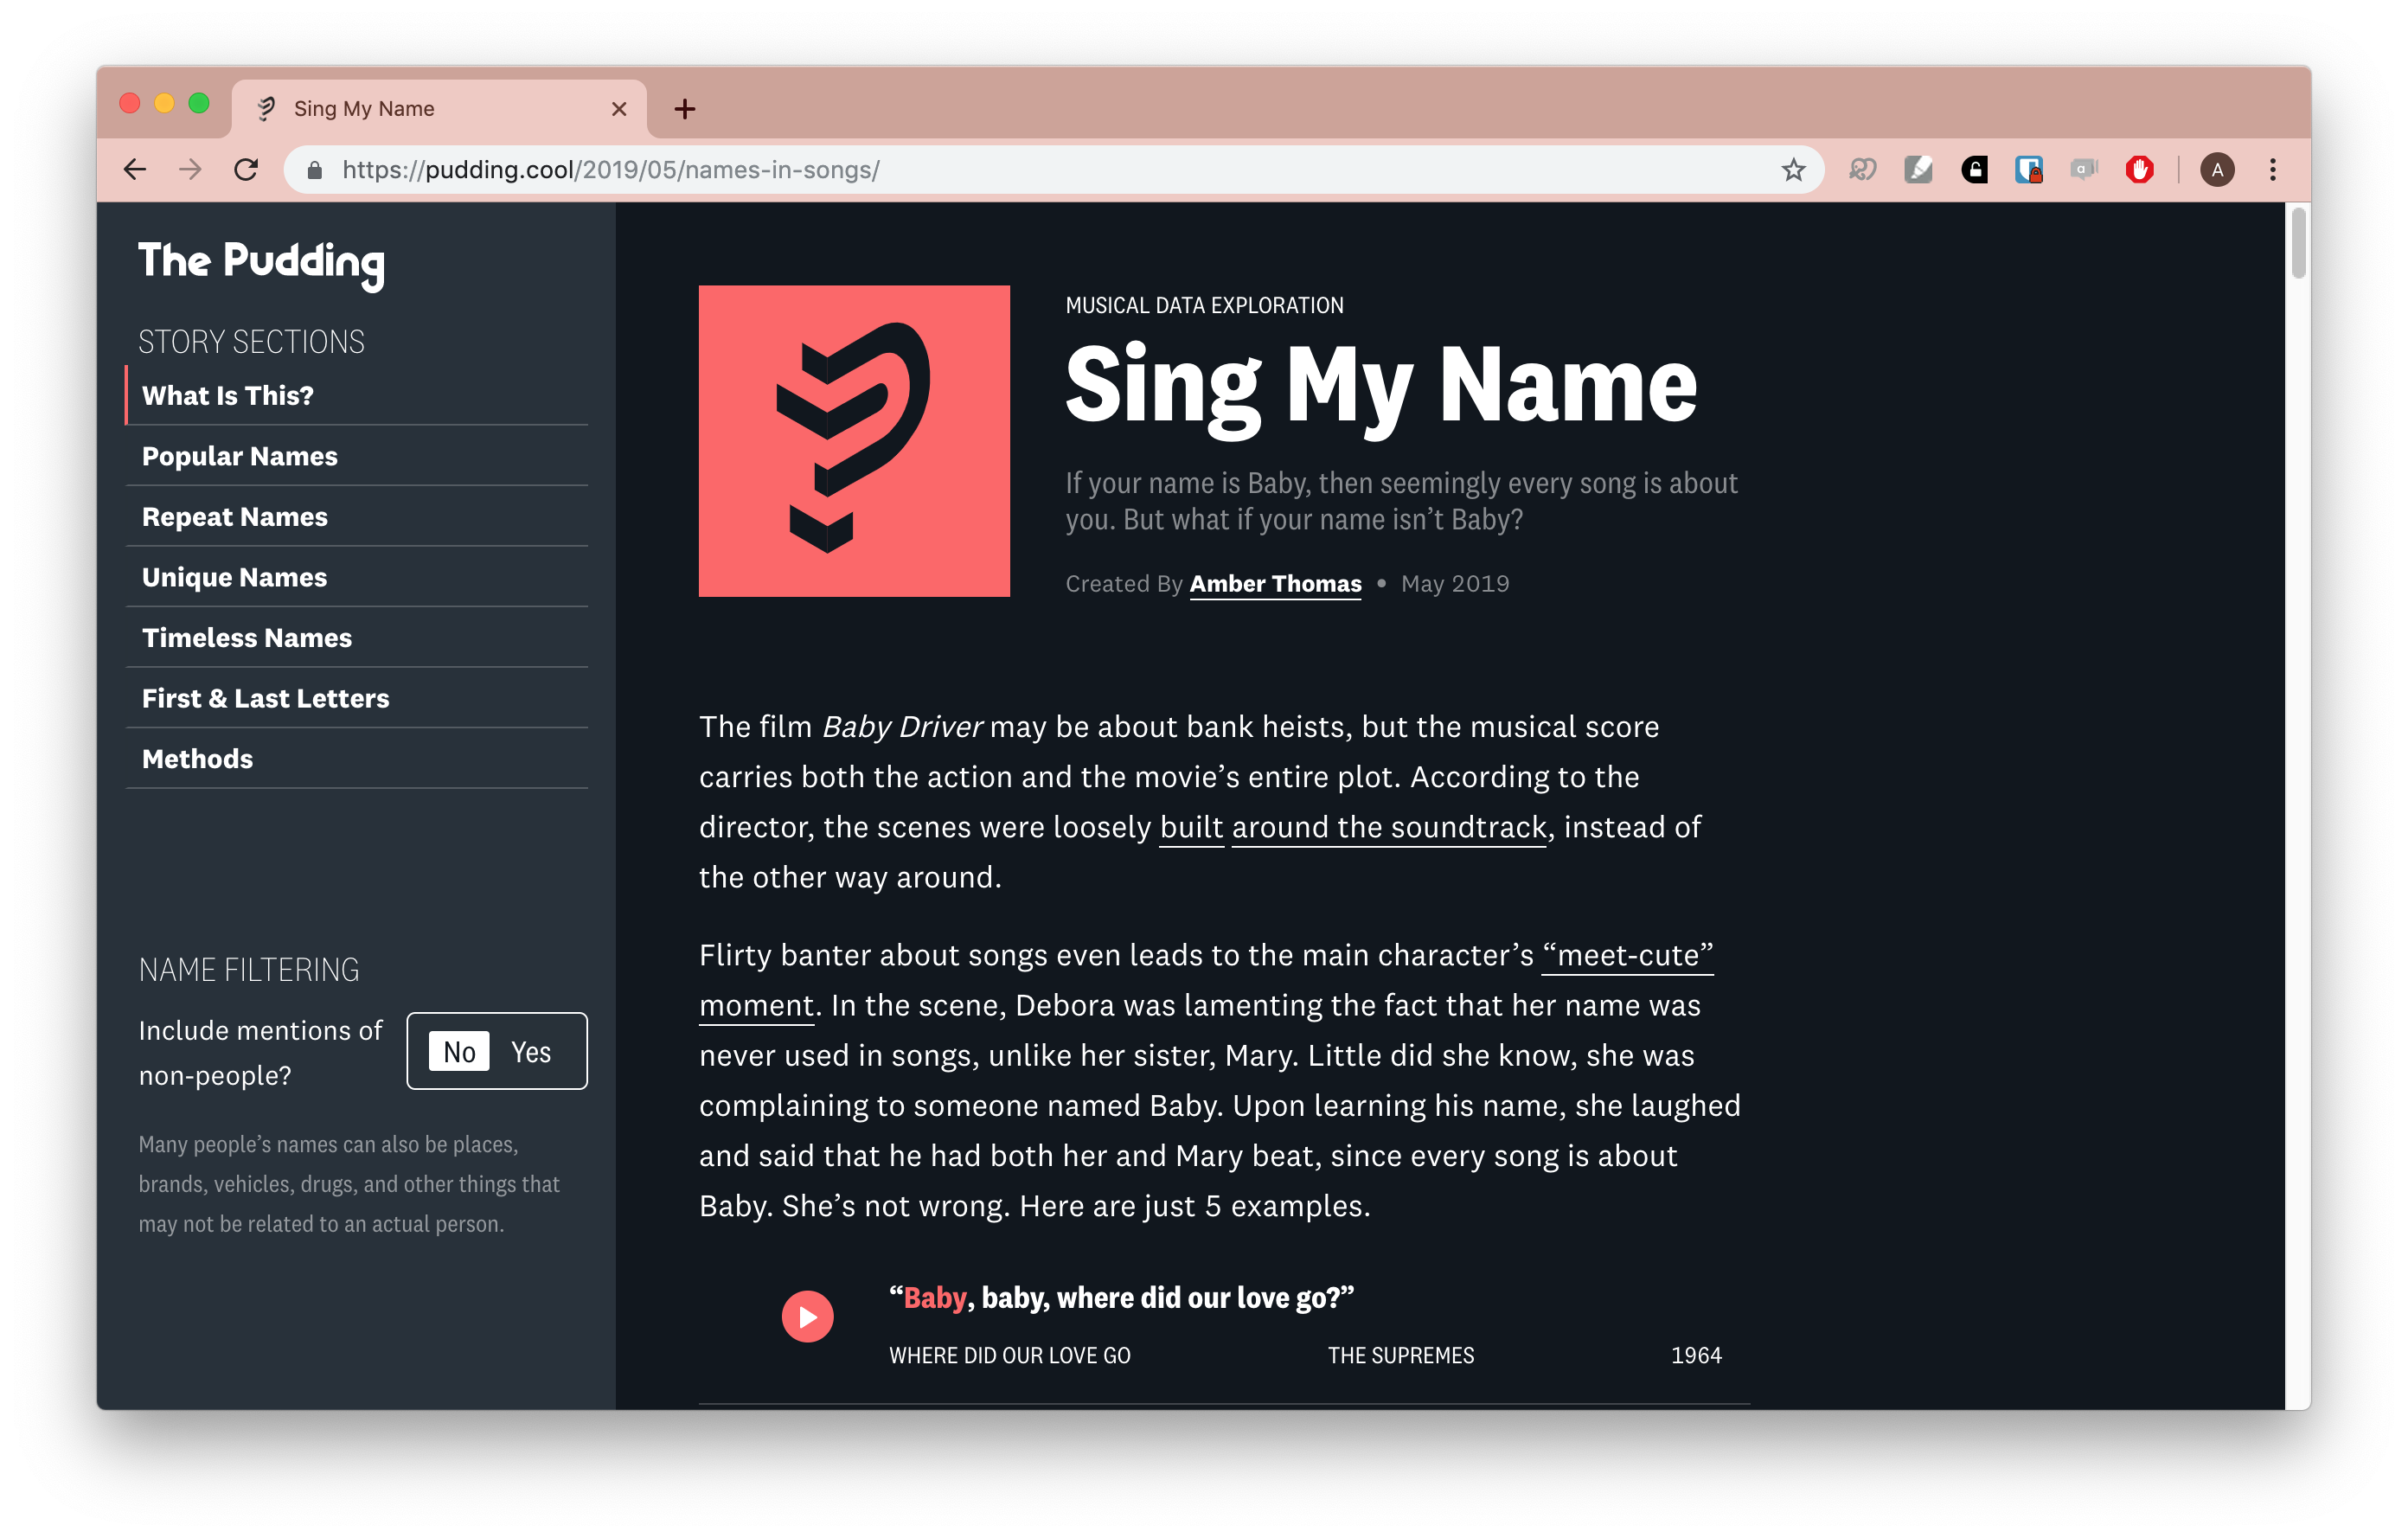 Sing My Name
https://pudding.cool/2019/05/names-in-songs/
a
A
The Pudding
STORY SECTIONS
What Is This?
Popular Names
Repeat Names
Unique Names
Timeless Names
First & Last Letters
Methods
NAME FILTERING
Include mentions of
non-people?
No Yes
Many people’s names can also be places,
brands, vehicles, drugs, and other things that
may not be related to an actual person.
MUSICAL DATA EXPLORATION
Sing My Name
If your name is Baby, then seemingly every song is about
you. But what if your name isn’t Baby?
Created By Amber Thomas • May 2019
The film Baby Driver may be about bank heists, but the musical score
carries both the action and the movie’s entire plot. According to the
director, the scenes were loosely built around the soundtrack, instead of
the other way around.
Flirty banter about songs even leads to the main character’s “meet-cute”
moment. In the scene, Debora was lamenting the fact that her name was
never used in songs, unlike her sister, Mary. Little did she know, she was
complaining to someone named Baby. Upon learning his name, she laughed
and said that he had both her and Mary beat, since every song is about
Baby. She’s not wrong. Here are just 5 examples.
“Baby, baby, where did our love go?”
WHERE DID OUR LOVE GO THE SUPREMES 1964